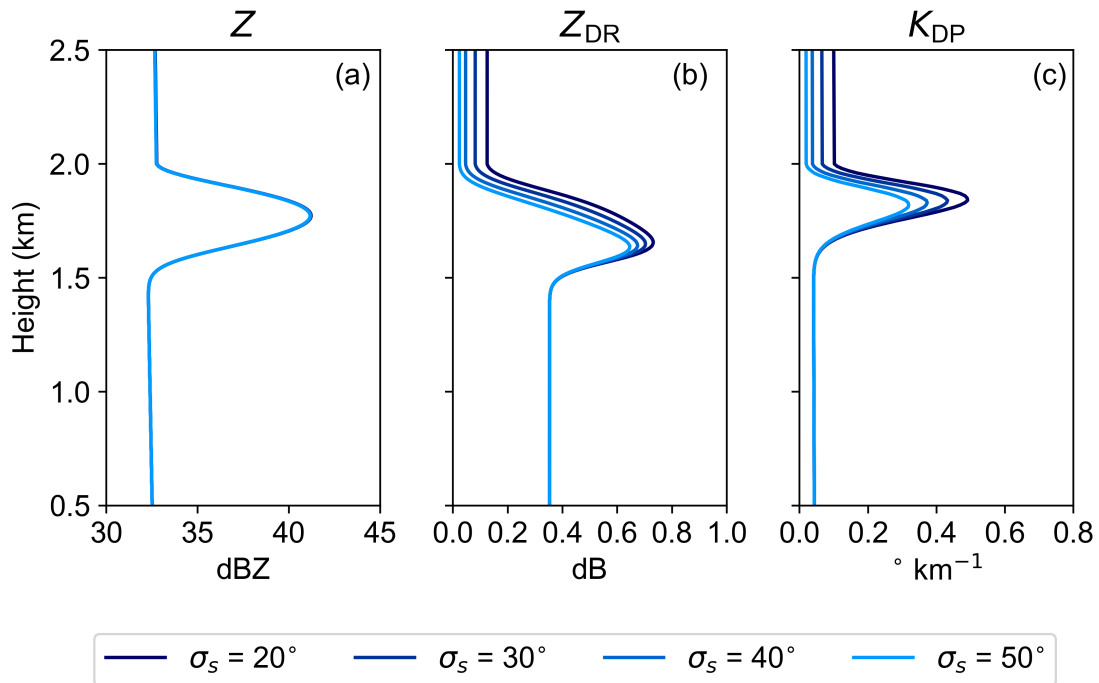 Z Z_DR K_DP
(a) (b) (c)
2.5
2.0
1.5
1.0
0.5
Height (km)
30 35 40 45 0.0 0.2 0.4 0.6 0.8 1.0 0.0 0.2 0.4 0.6 0.8
dBZ dB ° km⁻¹
σ_s = 20° σ_s = 30° σ_s = 40° σ_s = 50°